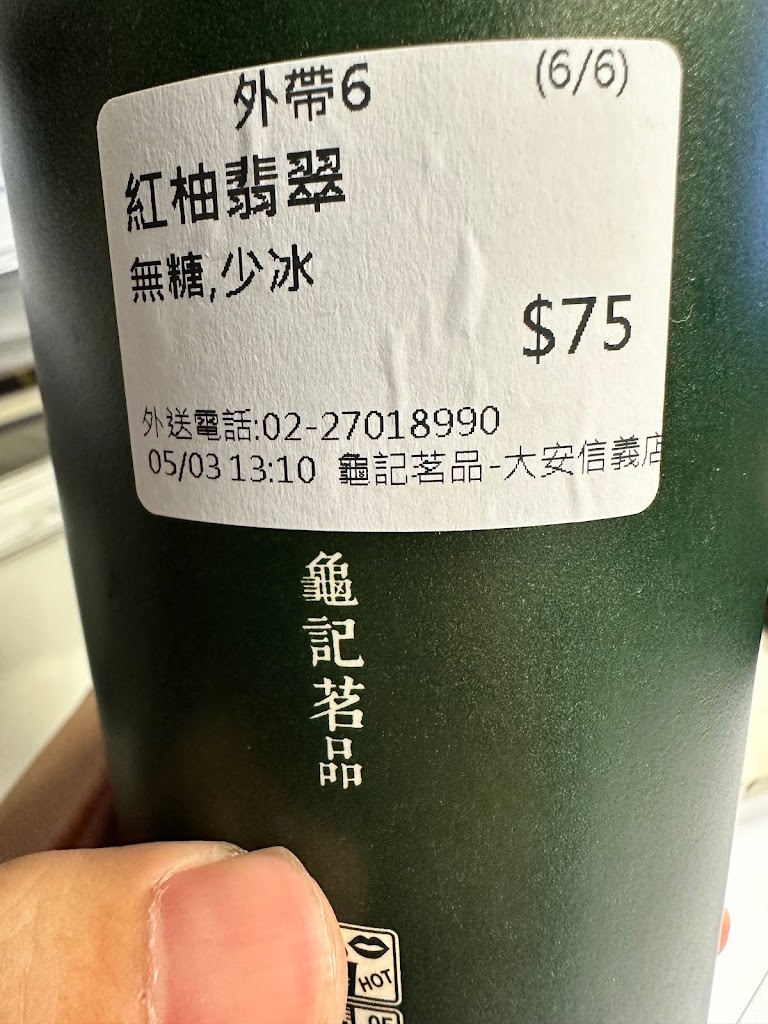 外帶6 (6/6)
紅柚翡翠
無糖,少冰
$75
外送電話:02-27018990
05/03 13:10 龜記茗品-大安信義店
龜記茗品
HOT